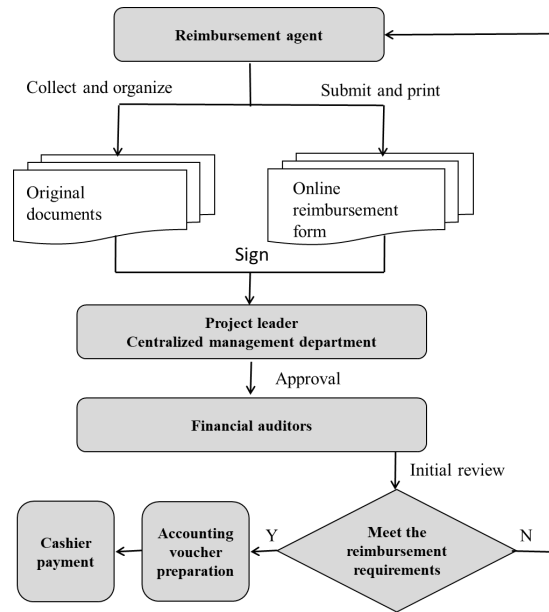 Reimbursement agent
Collect and organize
Submit and print
Original
documents
Online
reimbursement
form
Sign
Project leader
Centralized management department
Approval
Financial auditors
Initial review
Cashier
payment
Accounting
voucher
preparation
Y
Meet the
reimbursement
requirements
N